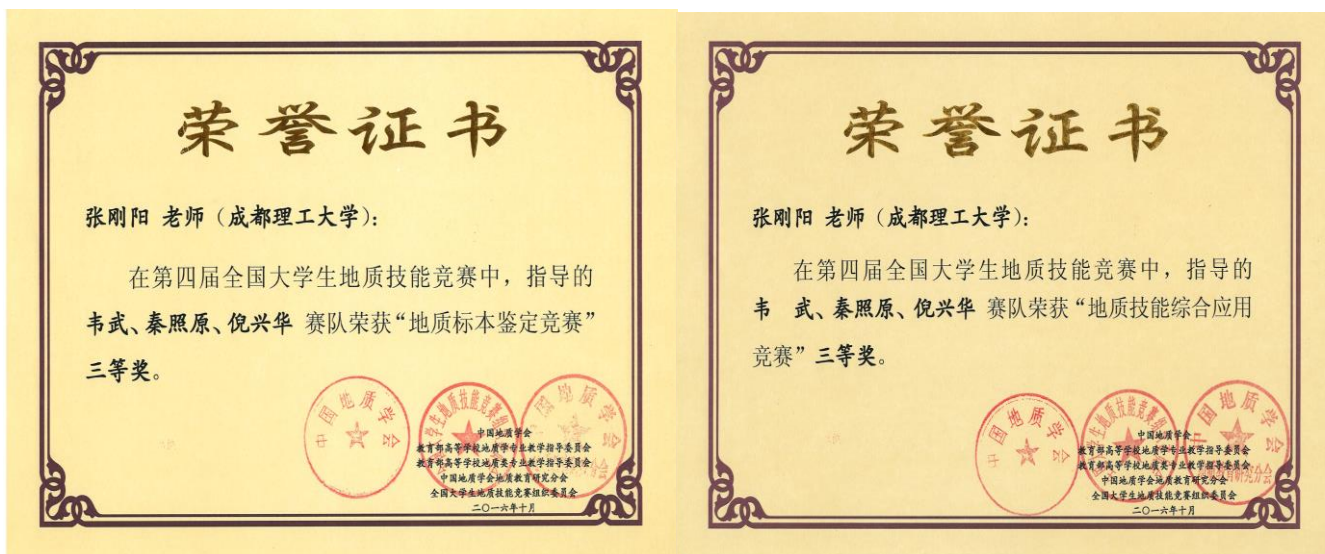 荣誉证书
张刚阳 老师（成都理工大学）：
在第四届全国大学生地质技能竞赛中，指导的
韦武、秦照原、倪兴华 赛队荣获“地质标本鉴定竞赛”
三等奖。
中国地质学会
中国地质学会
教育部高等学校地质学专业教学指导委员会
教育部高等学校地质类专业教学指导委员会
中国地质学会地质教育研究分会
全国大学生地质技能竞赛组织委员会
二〇一六年十月
荣誉证书
张刚阳 老师（成都理工大学）：
在第四届全国大学生地质技能竞赛中，指导的
韦　武、秦照原、倪兴华 赛队荣获“地质技能综合应用
竞赛”三等奖。
中国地质学会
中国地质学会
教育部高等学校地质学专业教学指导委员会
教育部高等学校地质类专业教学指导委员会
中国地质学会地质教育研究分会
全国大学生地质技能竞赛组织委员会
二〇一六年十月